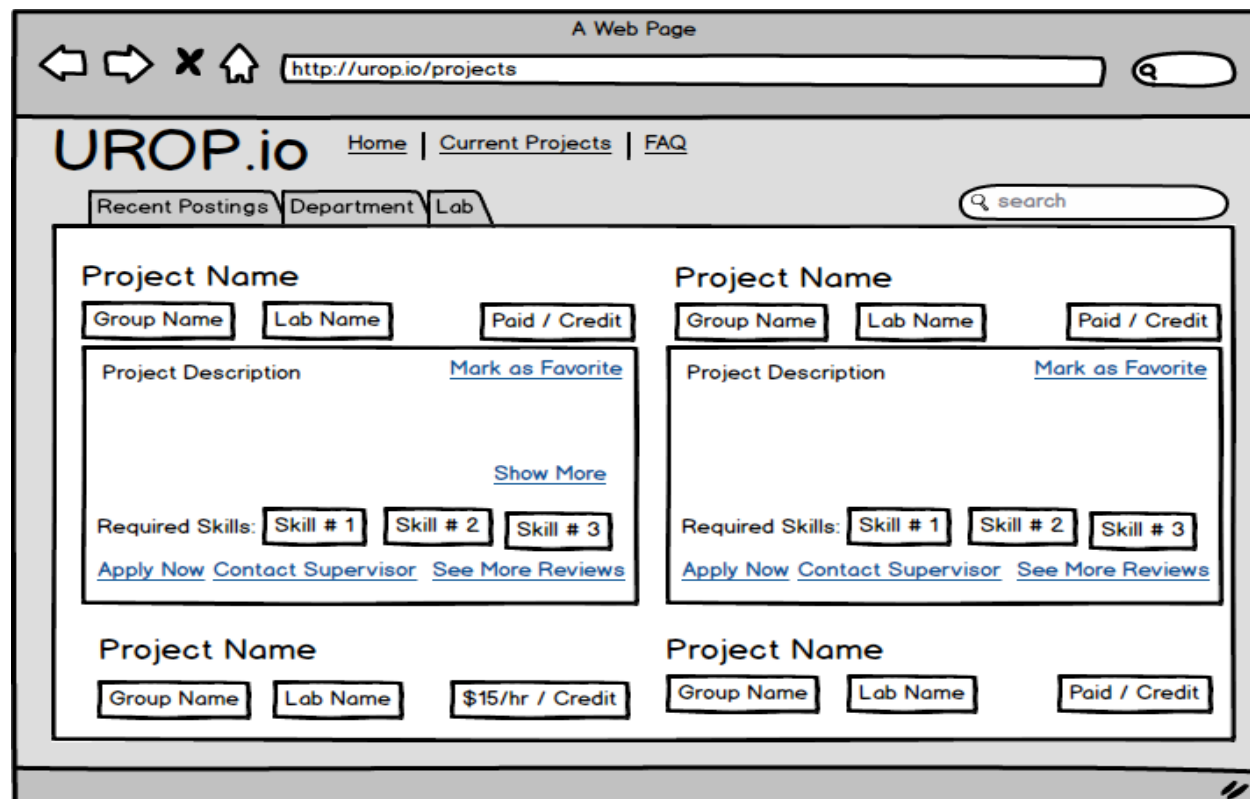 A Web Page
http://urop.io/projects
UROP.io Home | Current Projects | FAQ
Recent Postings Department Lab search
Project Name
Group Name Lab Name Paid / Credit
Project Description Mark as Favorite
Show More
Required Skills: Skill # 1 Skill # 2 Skill # 3
Apply Now Contact Supervisor See More Reviews
Project Name
Group Name Lab Name Paid / Credit
Project Description Mark as Favorite
Required Skills: Skill # 1 Skill # 2 Skill # 3
Apply Now Contact Supervisor See More Reviews
Project Name
Group Name Lab Name $15/hr / Credit
Project Name
Group Name Lab Name Paid / Credit